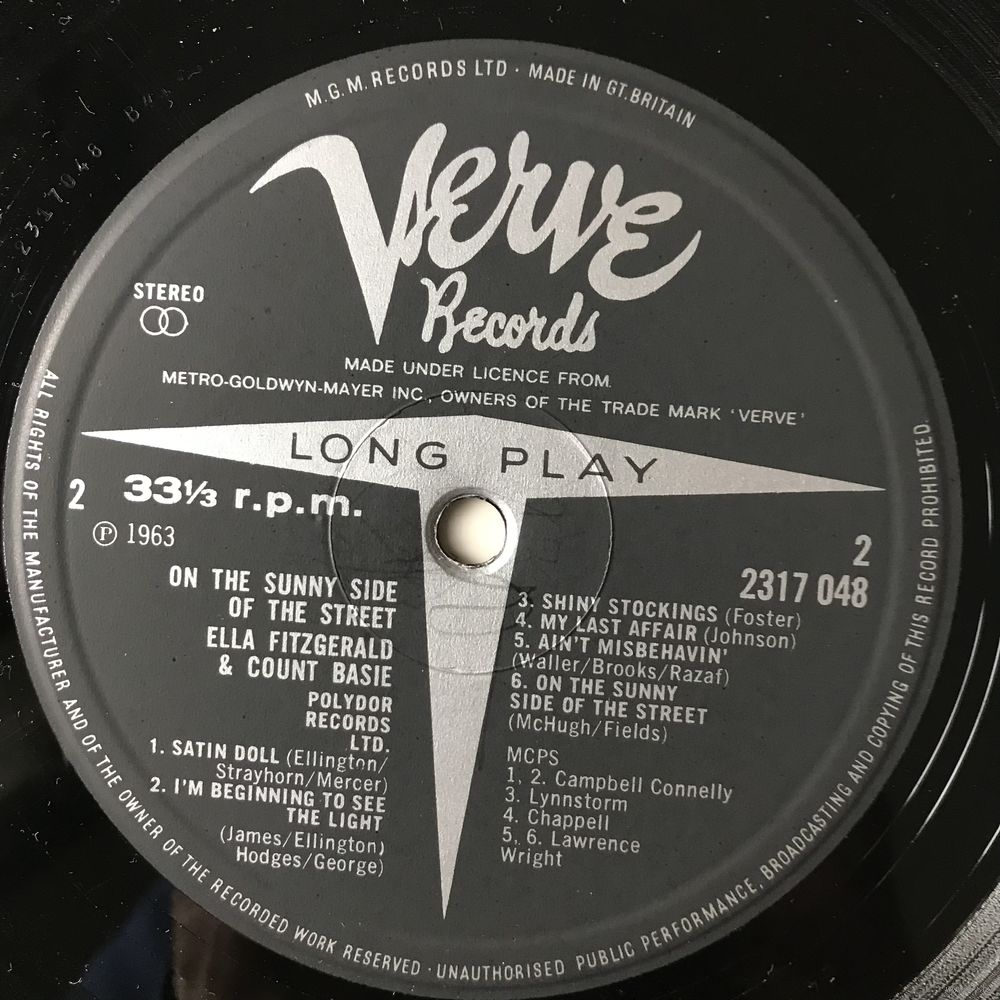 M.G.M. RECORDS LTD · MADE IN GT.BRITAIN
Verve
Records
STEREO
MADE UNDER LICENCE FROM
METRO-GOLDWYN-MAYER INC., OWNERS OF THE TRADE MARK 'VERVE'
LONG PLAY
2
33⅓ r.p.m.
Ⓟ 1963
2
2317 048
ON THE SUNNY SIDE
OF THE STREET
ELLA FITZGERALD
& COUNT BASIE
POLYDOR
RECORDS
LTD.
1. SATIN DOLL (Ellington/
Strayhorn/Mercer)
2. I'M BEGINNING TO SEE
THE LIGHT
(James/Ellington)
Hodges/George)
3. SHINY STOCKINGS (Foster)
4. MY LAST AFFAIR (Johnson)
5. AIN'T MISBEHAVIN'
(Waller/Brooks/Razaf)
6. ON THE SUNNY
SIDE OF THE STREET
(McHugh/Fields)
MCPS
1, 2. Campbell Connelly
3. Lynnstorm
4. Chappell
5, 6. Lawrence
Wright
ALL RIGHTS OF THE MANUFACTURER AND OF THE OWNER OF THE RECORDED WORK RESERVED · UNAUTHORISED PUBLIC PERFORMANCE, BROADCASTING AND COPYING OF THIS RECORD PROHIBITED.
2317048